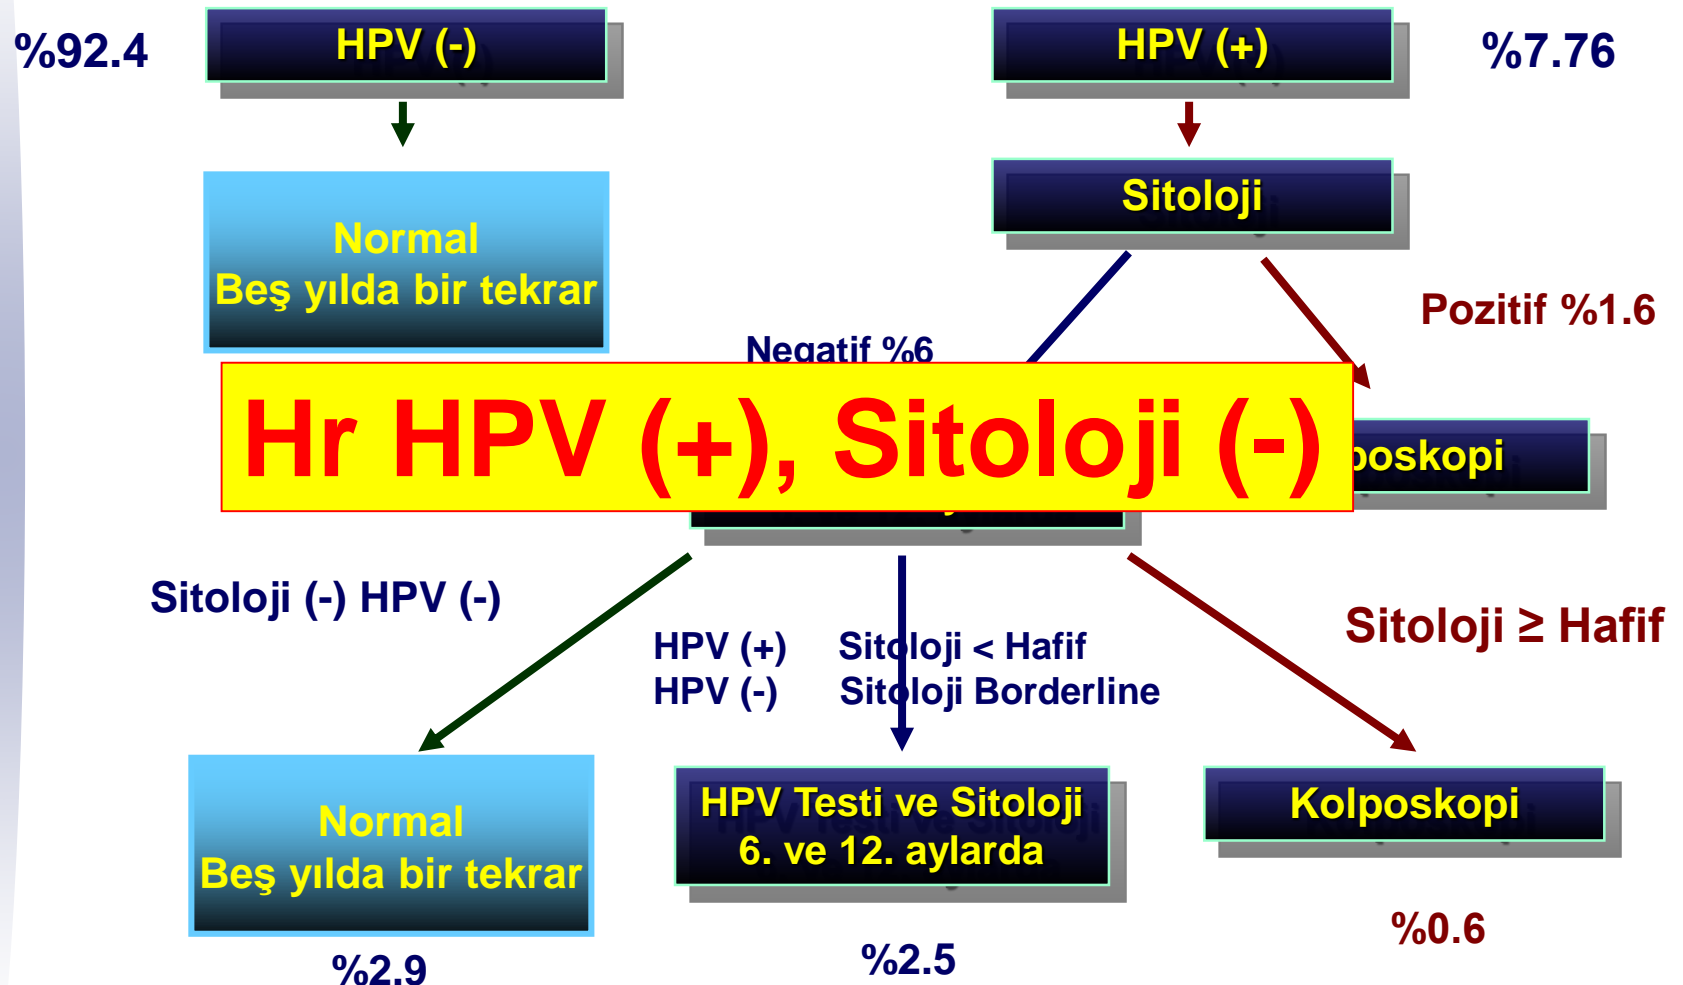 %92.4
HPV (-)
HPV (+)
%7.76
Sitoloji
Normal
Beş yılda bir tekrar
Pozitif %1.6
Negatif %6
Hr HPV (+), Sitoloji (-)
poskopi
Sitoloji (-) HPV (-)
Sitoloji ≥ Hafif
HPV (+) Sitoloji < Hafif
HPV (-) Sitoloji Borderline
Normal
Beş yılda bir tekrar
HPV Testi ve Sitoloji
6. ve 12. aylarda
Kolposkopi
%2.9
%2.5
%0.6